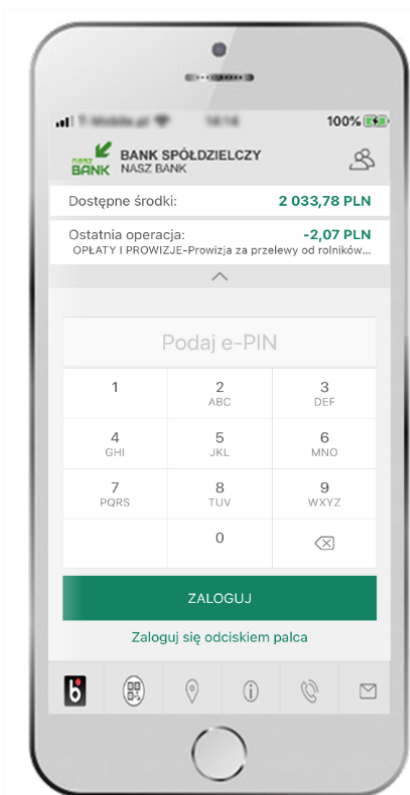 100%
NASZ
BANK
BANK SPÓŁDZIELCZY
NASZ BANK
Dostępne środki: 2 033,78 PLN
Ostatnia operacja: -2,07 PLN
OPŁATY I PROWIZJE-Prowizja za przelewy od rolników...
Podaj e-PIN
1 2 3
ABC DEF
4 5 6
GHI JKL MNO
7 8 9
PQRS TUV WXYZ
0
ZALOGUJ
Zaloguj się odciskiem palca
b